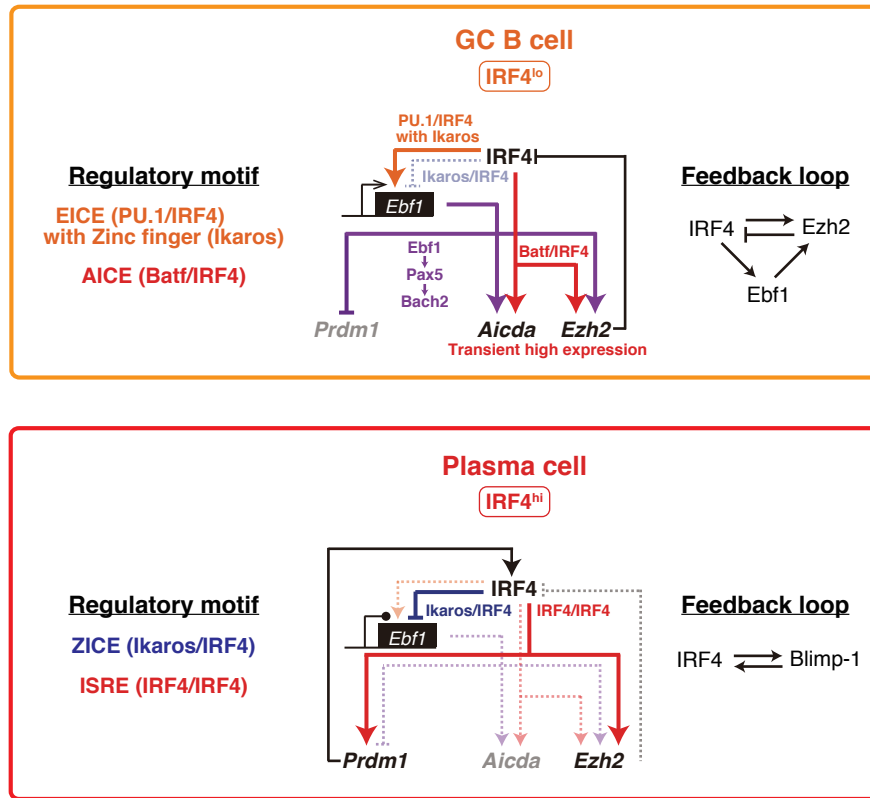 GC B cell
IRF4lo
PU.1/IRF4
with Ikaros
IRF4
Ikaros/IRF4
Regulatory motif
EICE (PU.1/IRF4)
with Zinc finger (Ikaros)
AICE (Batf/IRF4)
Ebf1
Ebf1
Pax5
Bach2
Batf/IRF4
Prdm1
Aicda
Ezh2
Transient high expression
Feedback loop
IRF4
Ezh2
Ebf1
Plasma cell
IRF4hi
IRF4
Ikaros/IRF4
IRF4/IRF4
Regulatory motif
ZICE (Ikaros/IRF4)
ISRE (IRF4/IRF4)
Ebf1
Prdm1
Aicda
Ezh2
Feedback loop
IRF4
Blimp-1